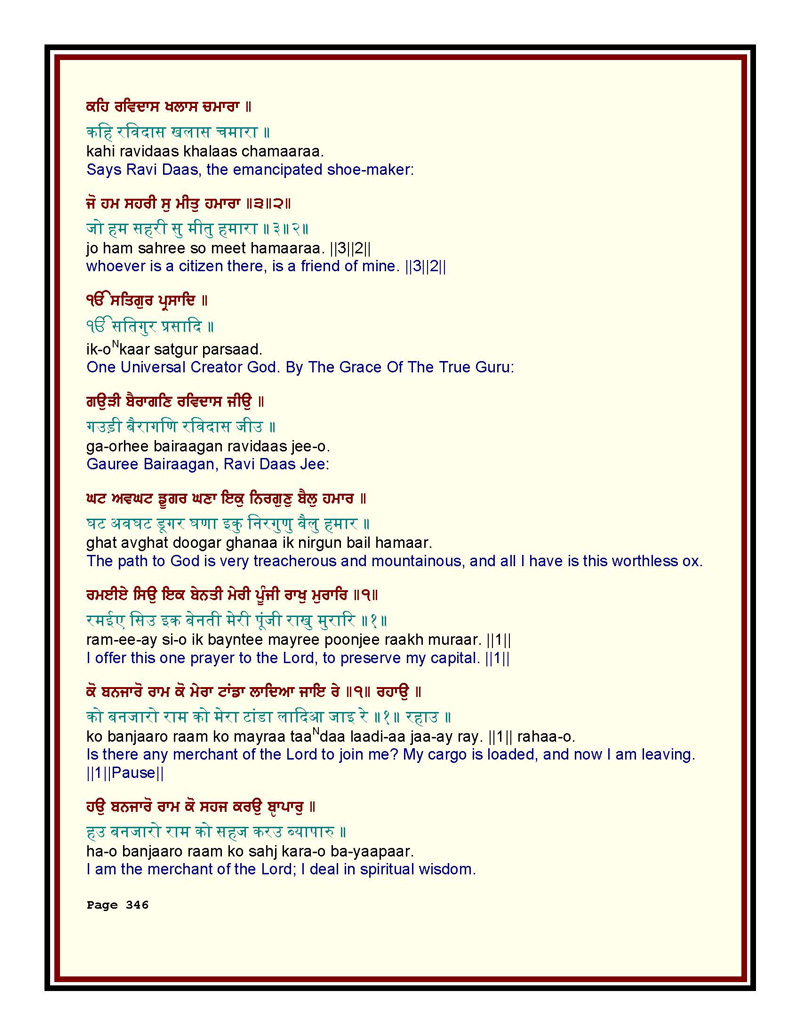 ਕਹਿ ਰਵਿਦਾਸ ਖਲਾਸ ਚਮਾਰਾ ॥
कहि रविदास खलास चमारा ॥
kahi ravidaas khalaas chamaaraa.
Says Ravi Daas, the emancipated shoe-maker:
ਜੋ ਹਮ ਸਹਰੀ ਸੁ ਮੀਤੁ ਹਮਾਰਾ ॥੩॥੨॥
जो हम सहरी सु मीतु हमारा ॥३॥२॥
jo ham sahree so meet hamaaraa. ||3||2||
whoever is a citizen there, is a friend of mine. ||3||2||
ੴ ਸਤਿਗੁਰ ਪ੍ਰਸਾਦਿ ॥
ੴ सतिगुर प्रसादि ॥
ik-oNkaar satgur parsaad.
One Universal Creator God. By The Grace Of The True Guru:
ਗਉੜੀ ਬੈਰਾਗਣਿ ਰਵਿਦਾਸ ਜੀਉ ॥
गउड़ी बैरागणि रविदास जीउ ॥
ga-orhee bairaagan ravidaas jee-o.
Gauree Bairaagan, Ravi Daas Jee:
ਘਟ ਅਵਘਟ ਡੂਗਰ ਘਣਾ ਇਕੁ ਨਿਰਗੁਣੁ ਬੈਲੁ ਹਮਾਰ ॥
घट अवघट डूगर घणा इकु निरगुणु बैलु हमार ॥
ghat avghat doogar ghanaa ik nirgun bail hamaar.
The path to God is very treacherous and mountainous, and all I have is this worthless ox.
ਰਮਈਏ ਸਿਉ ਇਕ ਬੇਨਤੀ ਮੇਰੀ ਪੂੰਜੀ ਰਾਖੁ ਮੁਰਾਰਿ ॥੧॥
रमईए सिउ इक बेनती मेरी पूंजी राखु मुरारि ॥१॥
ram-ee-ay si-o ik bayntee mayree poonjee raakh muraar. ||1||
I offer this one prayer to the Lord, to preserve my capital. ||1||
ਕੋ ਬਨਜਾਰੋ ਰਾਮ ਕੋ ਮੇਰਾ ਟਾਂਡਾ ਲਾਦਿਆ ਜਾਇ ਰੇ ॥੧॥ ਰਹਾਉ ॥
को बनजारो राम को मेरा टांडा लादिआ जाइ रे ॥१॥ रहाउ ॥
ko banjaaro raam ko mayraa taaNdaa laadi-aa jaa-ay ray. ||1|| rahaa-o.
Is there any merchant of the Lord to join me? My cargo is loaded, and now I am leaving.
||1||Pause||
ਹਉ ਬਨਜਾਰੋ ਰਾਮ ਕੋ ਸਹਜ ਕਰਉ ਬ੍ਯਾਪਾਰੁ ॥
हउ बनजारो राम को सहज करउ ब्यापारु ॥
ha-o banjaaro raam ko sahj kara-o ba-yaapaar.
I am the merchant of the Lord; I deal in spiritual wisdom.
Page 346